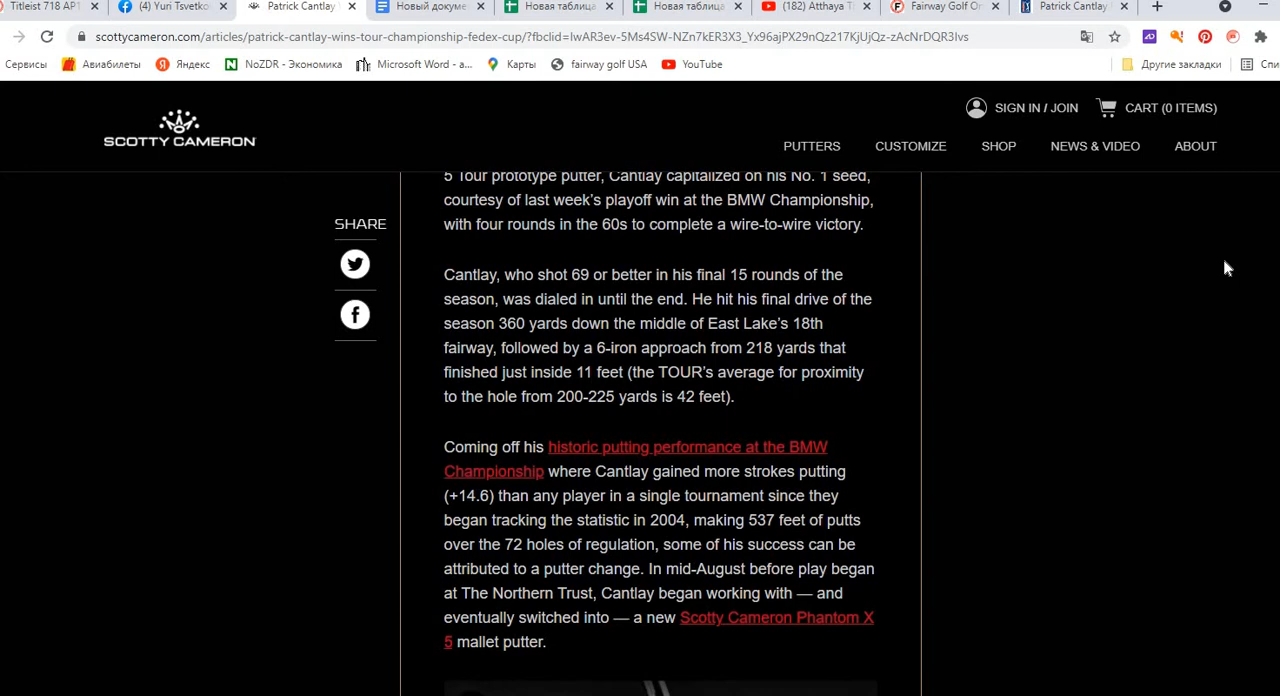 Titleist 718 AP1
(4) Yuri Tsvetko
Patrick Cantlay
Новый докуме
Новая таблица
Новая таблица
(182) Atthaya T
Fairway Golf On
Patrick Cantlay
scottycameron.com/articles/patrick-cantlay-wins-tour-championship-fedex-cup/?fbclid=IwAR3ev-5Ms4SW-NZn7kER3X3_Yx96ajPX29nQz217KjUjQz-zAcNrDQR3Ivs
Сервисы
Авиабилеты
Яндекс
NoZDR - Экономика
Microsoft Word - a...
Карты
fairway golf USA
YouTube
Другие закладки
Спи
SCOTTY CAMERON
SIGN IN / JOIN
CART (0 ITEMS)
PUTTERS
CUSTOMIZE
SHOP
NEWS & VIDEO
ABOUT
SHARE
5 Tour prototype putter, Cantlay capitalized on his No. 1 seed,
courtesy of last week’s playoff win at the BMW Championship,
with four rounds in the 60s to complete a wire-to-wire victory.
Cantlay, who shot 69 or better in his final 15 rounds of the
season, was dialed in until the end. He hit his final drive of the
season 360 yards down the middle of East Lake’s 18th
fairway, followed by a 6-iron approach from 218 yards that
finished just inside 11 feet (the TOUR’s average for proximity
to the hole from 200-225 yards is 42 feet).
Coming off his historic putting performance at the BMW
Championship where Cantlay gained more strokes putting
(+14.6) than any player in a single tournament since they
began tracking the statistic in 2004, making 537 feet of putts
over the 72 holes of regulation, some of his success can be
attributed to a putter change. In mid-August before play began
at The Northern Trust, Cantlay began working with — and
eventually switched into — a new Scotty Cameron Phantom X
5 mallet putter.